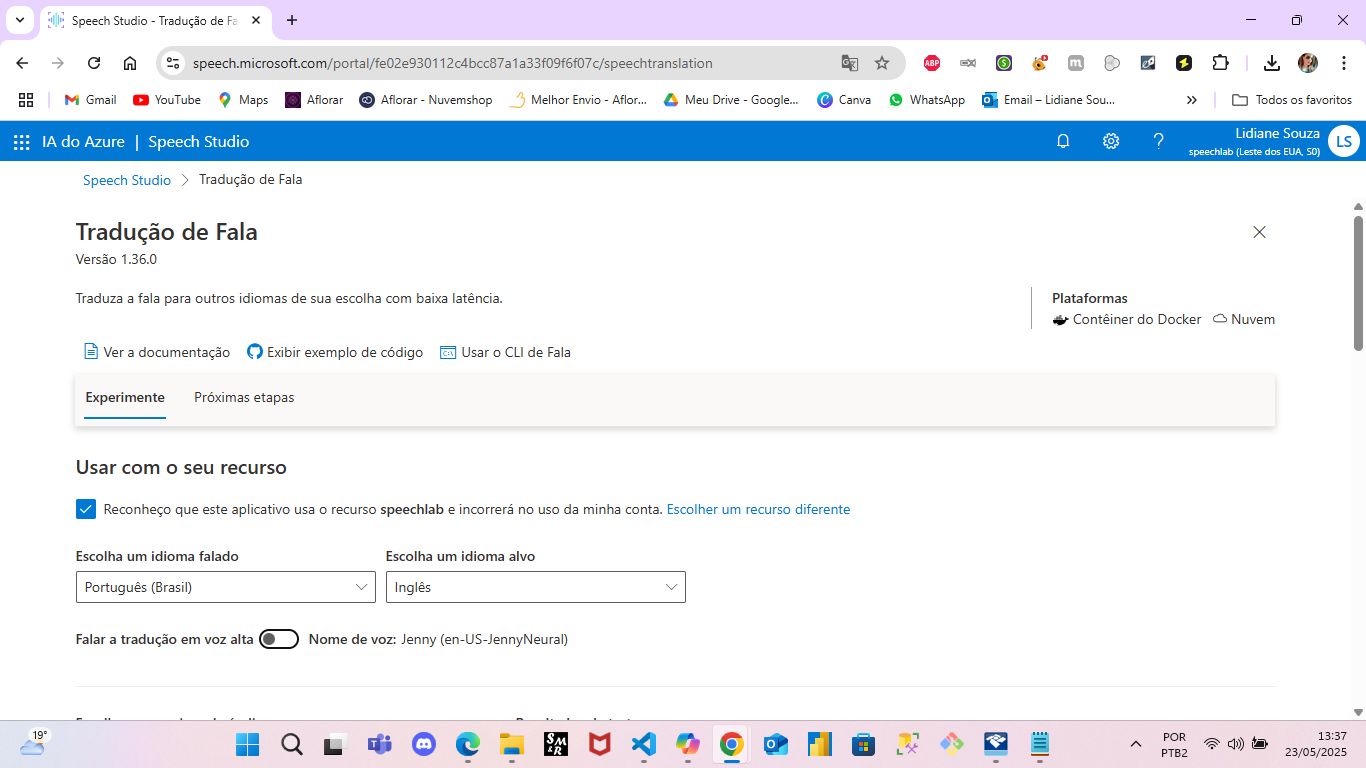 Speech Studio - Tradução de Fa
speech.microsoft.com/portal/fe02e930112c4bcc87a1a33f09f6f07c/speechtranslation
ABP
Gmail
YouTube
Maps
Aflorar
Aflorar - Nuvemshop
Melhor Envio - Aflor...
Meu Drive - Google...
Canva
WhatsApp
Email – Lidiane Sou...
Todos os favoritos
IA do Azure | Speech Studio
Lidiane Souza
speechlab (Leste dos EUA, S0)
LS
Speech Studio > Tradução de Fala
Tradução de Fala
Versão 1.36.0
Traduza a fala para outros idiomas de sua escolha com baixa latência.
Plataformas
Contêiner do Docker Nuvem
Ver a documentação
Exibir exemplo de código
Usar o CLI de Fala
Experimente
Próximas etapas
Usar com o seu recurso
Reconheço que este aplicativo usa o recurso speechlab e incorrerá no uso da minha conta. Escolher um recurso diferente
Escolha um idioma falado
Escolha um idioma alvo
Português (Brasil)
Inglês
Falar a tradução em voz alta
Nome de voz: Jenny (en-US-JennyNeural)
19°
SM
&R
POR
PTB2
13:37
23/05/2025